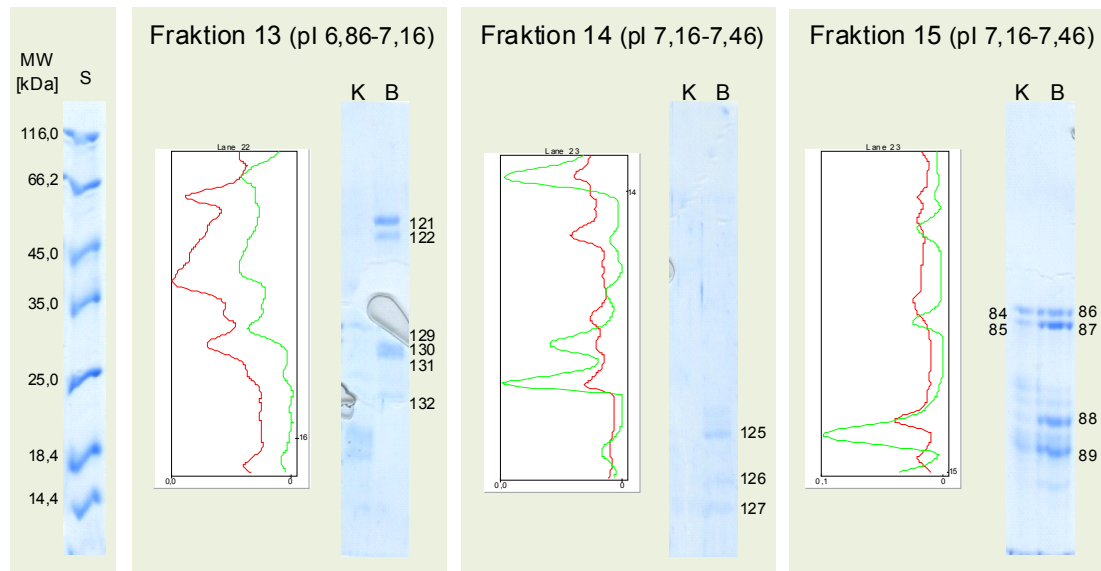 MW
[kDa]
S
116,0
66,2
45,0
35,0
25,0
18,4
14,4
Fraktion 13 (pI 6,86-7,16)
K B
Lane 22
16
0,0 0
121
122
129
130
131
132
Fraktion 14 (pI 7,16-7,46)
K B
Lane 23
14
0,0 0
125
126
127
Fraktion 15 (pI 7,16-7,46)
K B
Lane 23
15
0,1 0
84 86
85 87
88
89